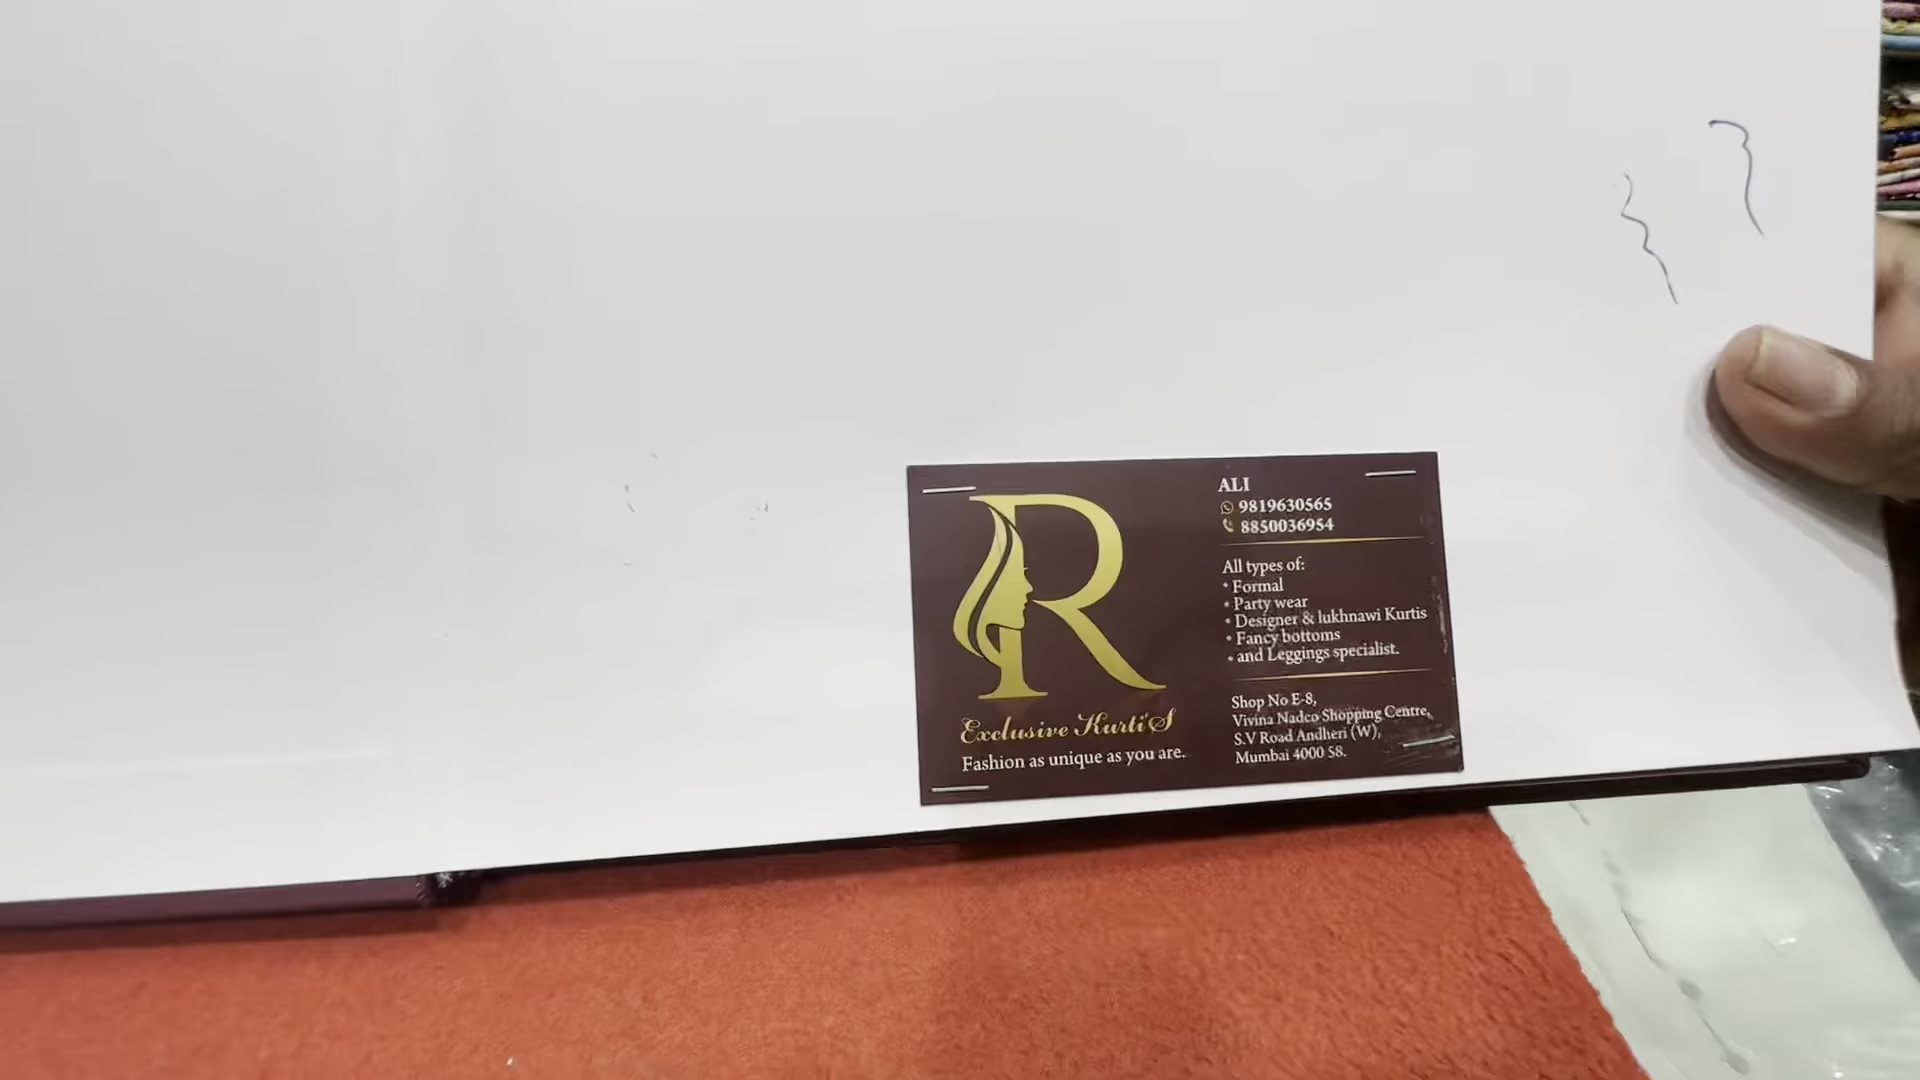 R
Exclusive Kurti'S
Fashion as unique as you are.
ALI
9819630565
8850036954
All types of:
• Formal
• Party wear
• Designer & lukhnawi Kurtis
• Fancy bottoms
• and Leggings specialist.
Shop No E-8,
Vivina Nadco Shopping Centre,
S.V Road Andheri (W),
Mumbai 4000 58.